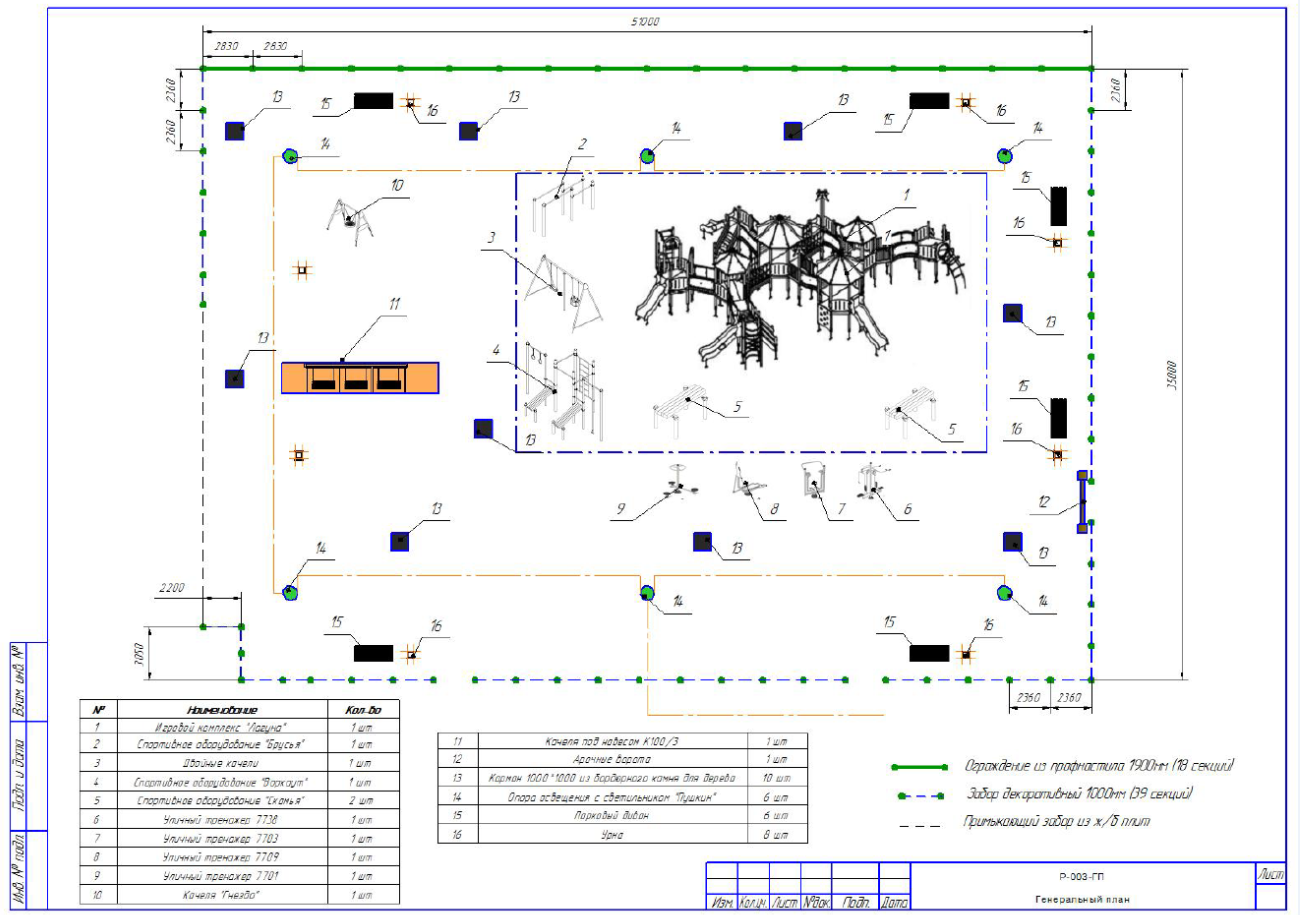 51000
2830 2830
2360
2360
2360
13
15
16
13
13
15
16
14
14
14
2
10
3
1
1
15
16
11
13
13
4
5
5
13
15
16
35000
9
8
7
6
12
13
13
13
14
14
14
2200
3050
15
16
15
16
2360 2360
№ Наименование Кол-во
1 Игровой комплекс "Лагуна" 1 шт
2 Спортивное оборудование "Брусья" 1 шт
3 Двойные качели 1 шт
4 Спортивное оборудование "Воркаут" 1 шт
5 Спортивное оборудование "Скамья" 2 шт
6 Уличный тренажер 7738 1 шт
7 Уличный тренажер 7703 1 шт
8 Уличный тренажер 7709 1 шт
9 Уличный тренажер 7701 1 шт
10 Качеля "Гнездо" 1 шт
11 Качеля под навесом К100/3 1 шт
12 Арочные ворота 1 шт
13 Карман 1000*1000 из бордюрного камня для дерева 10 шт
14 Опора освещения с светильником "Пушкин" 6 шт
15 Парковый диван 6 шт
16 Урна 8 шт
Ограждение из профнастила 1900мм (18 секций)
Забор декоративный 1000мм (39 секций)
Примыкающий забор из ж/б плит
Взам. инв. №
Подп. и дата
Инв. № подл.
Изм. Кол.уч. Лист №док. Подп. Дата
Р-003-ГП
Генеральный план
Лист